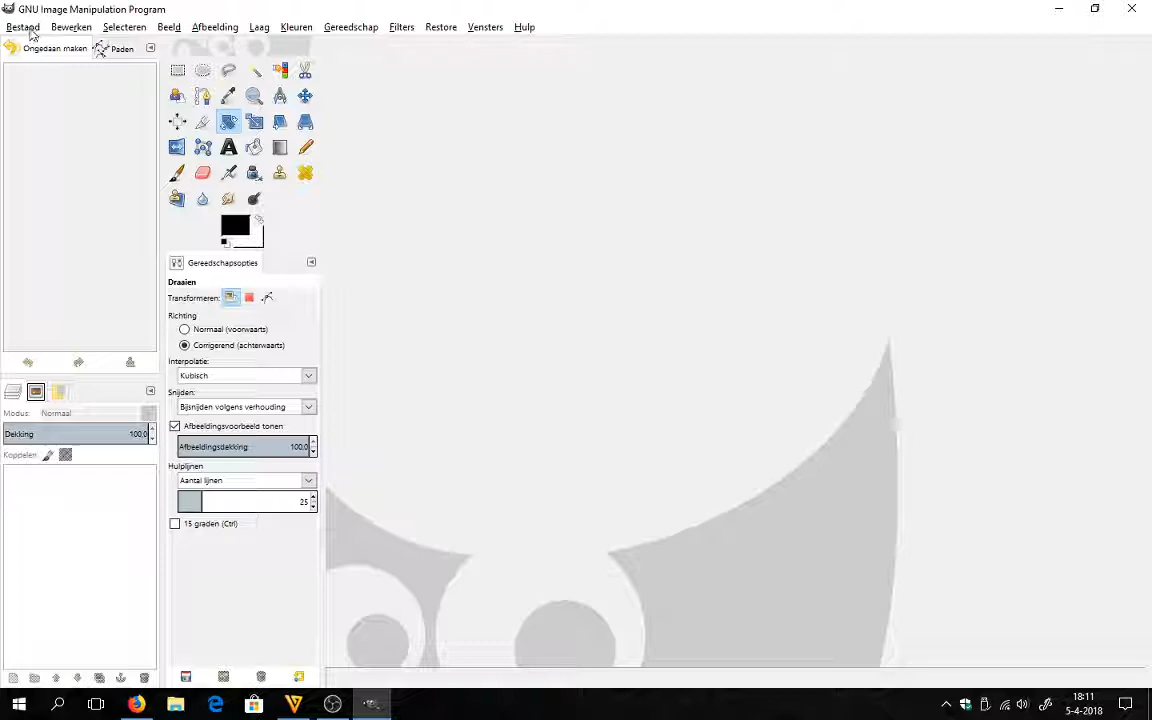 GNU Image Manipulation Program
Bestand Bewerken Selecteren Beeld Afbeelding Laag Kleuren Gereedschap Filters Restore Vensters Hulp
Ongedaan maken Paden
Gereedschapsopties
Draaien
Transformeren:
Richting
Normaal (voorwaarts)
Corrigerend (achterwaarts)
Interpolatie:
Kubisch
Snijden:
Bijsnijden volgens verhouding
Afbeeldingsvoorbeeld tonen
Afbeeldingsdekking 100,0
Hulplijnen
Aantal lijnen
25
15 graden (Ctrl)
Modus: Normaal
Dekking 100,0
Koppelen:
18:11
5-4-2018